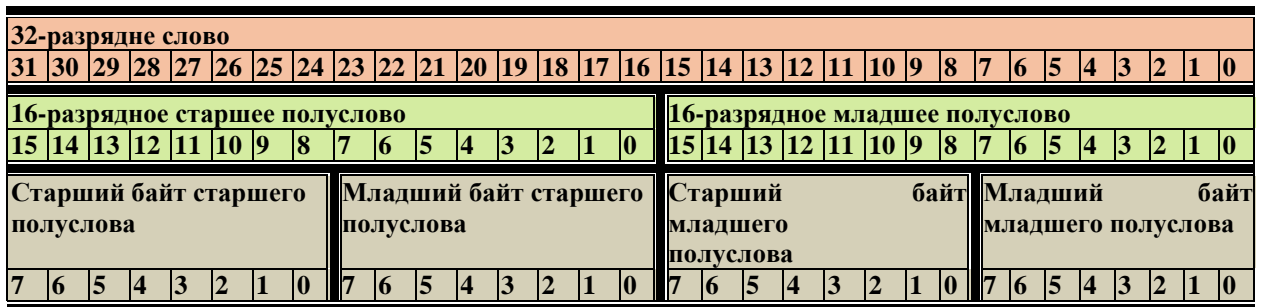 32-разрядне слово
31 30 29 28 27 26 25 24 23 22 21 20 19 18 17 16 15 14 13 12 11 10 9 8 7 6 5 4 3 2 1 0
16-разрядное старшее полуслово 16-разрядное младшее полуслово
15 14 13 12 11 10 9 8 7 6 5 4 3 2 1 0 15 14 13 12 11 10 9 8 7 6 5 4 3 2 1 0
Старший байт старшего
полуслова
Младший байт старшего
полуслова
Старший байт
младшего
полуслова
Младший байт
младшего полуслова
7 6 5 4 3 2 1 0 7 6 5 4 3 2 1 0 7 6 5 4 3 2 1 0 7 6 5 4 3 2 1 0